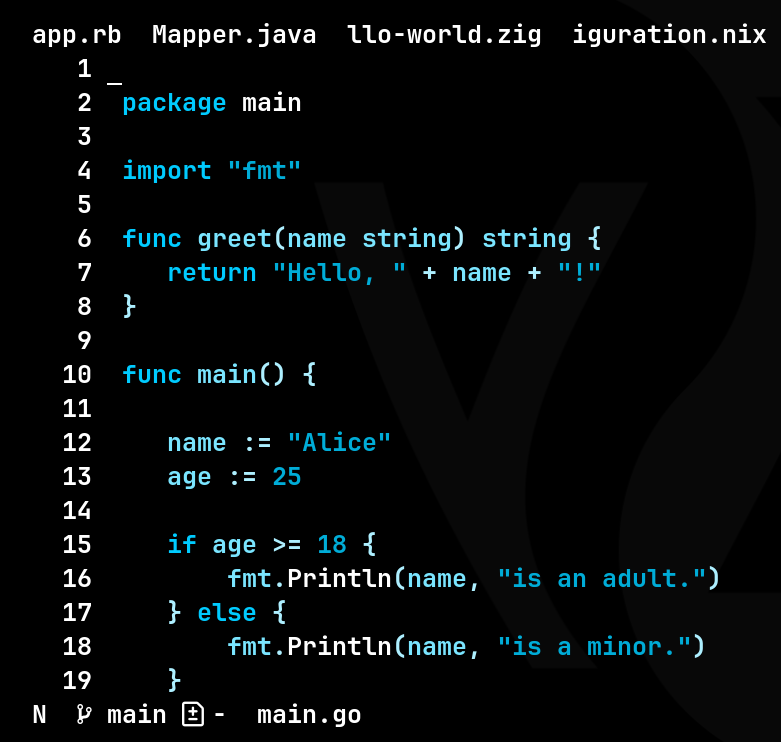 app.rb  Mapper.java  llo-world.zig  iguration.nix
1
2 package main
3
4 import "fmt"
5
6 func greet(name string) string {
7    return "Hello, " + name + "!"
8 }
9
10 func main() {
11
12    name := "Alice"
13    age := 25
14
15    if age >= 18 {
16        fmt.Println(name, "is an adult.")
17    } else {
18        fmt.Println(name, "is a minor.")
19    }
N  main -  main.go